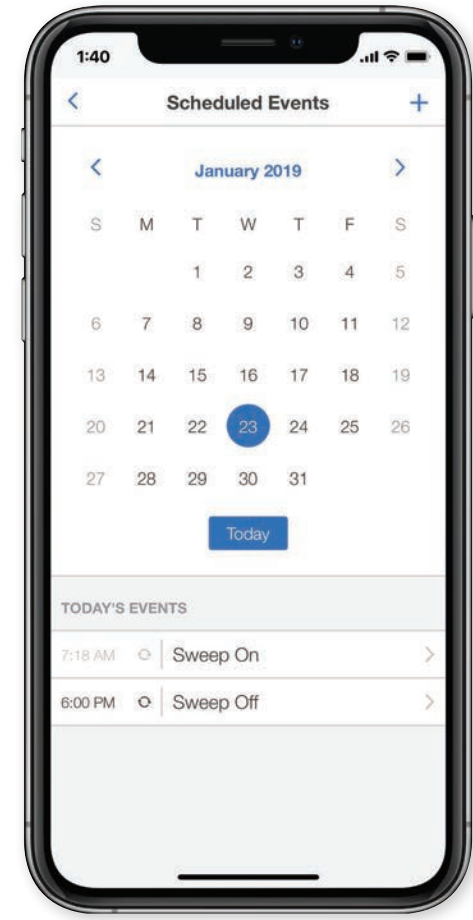 1:40
Scheduled Events +
January 2019
S M T W T F S
1 2 3 4 5
6 7 8 9 10 11 12
13 14 15 16 17 18 19
20 21 22 23 24 25 26
27 28 29 30 31
Today
TODAY'S EVENTS
7:18 AM Sweep On
6:00 PM Sweep Off